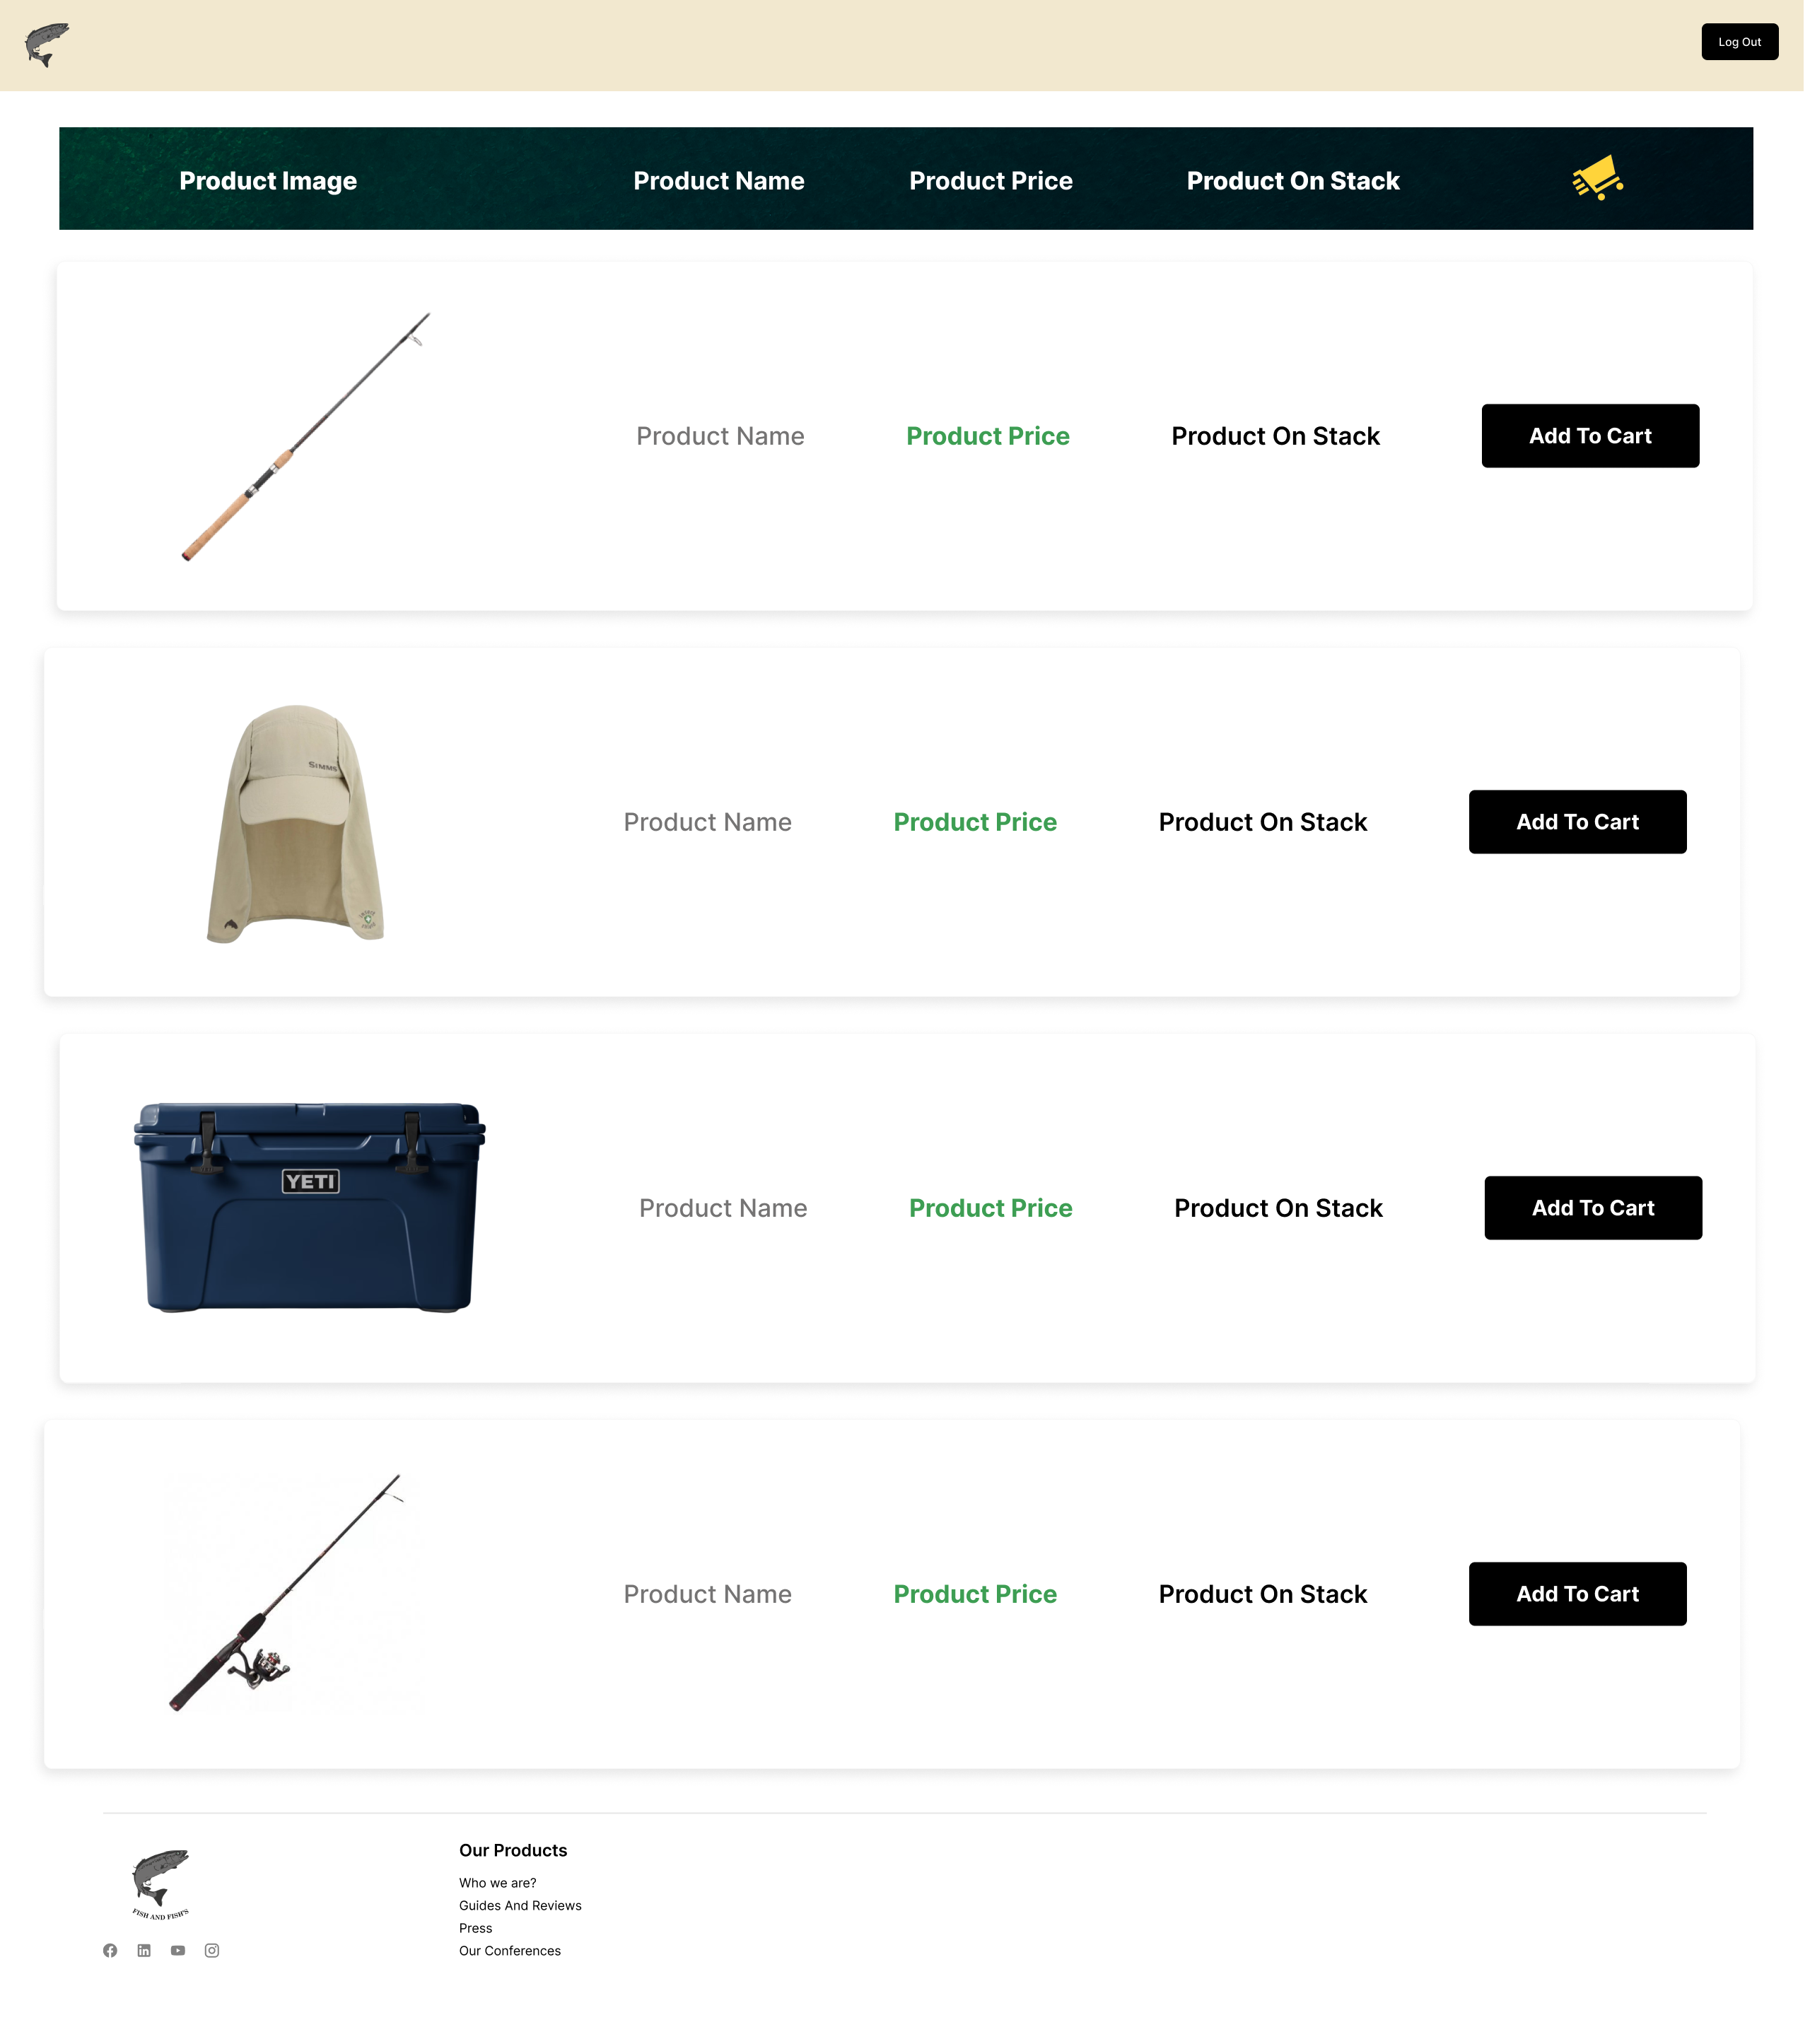 Log Out
Product Image Product Name Product Price Product On Stack
Product Name Product Price Product On Stack Add To Cart
SIMMS
Product Name Product Price Product On Stack Add To Cart
YETI
Product Name Product Price Product On Stack Add To Cart
Product Name Product Price Product On Stack Add To Cart
FISH AND FISH'S
Our Products
Who we are?
Guides And Reviews
Press
Our Conferences